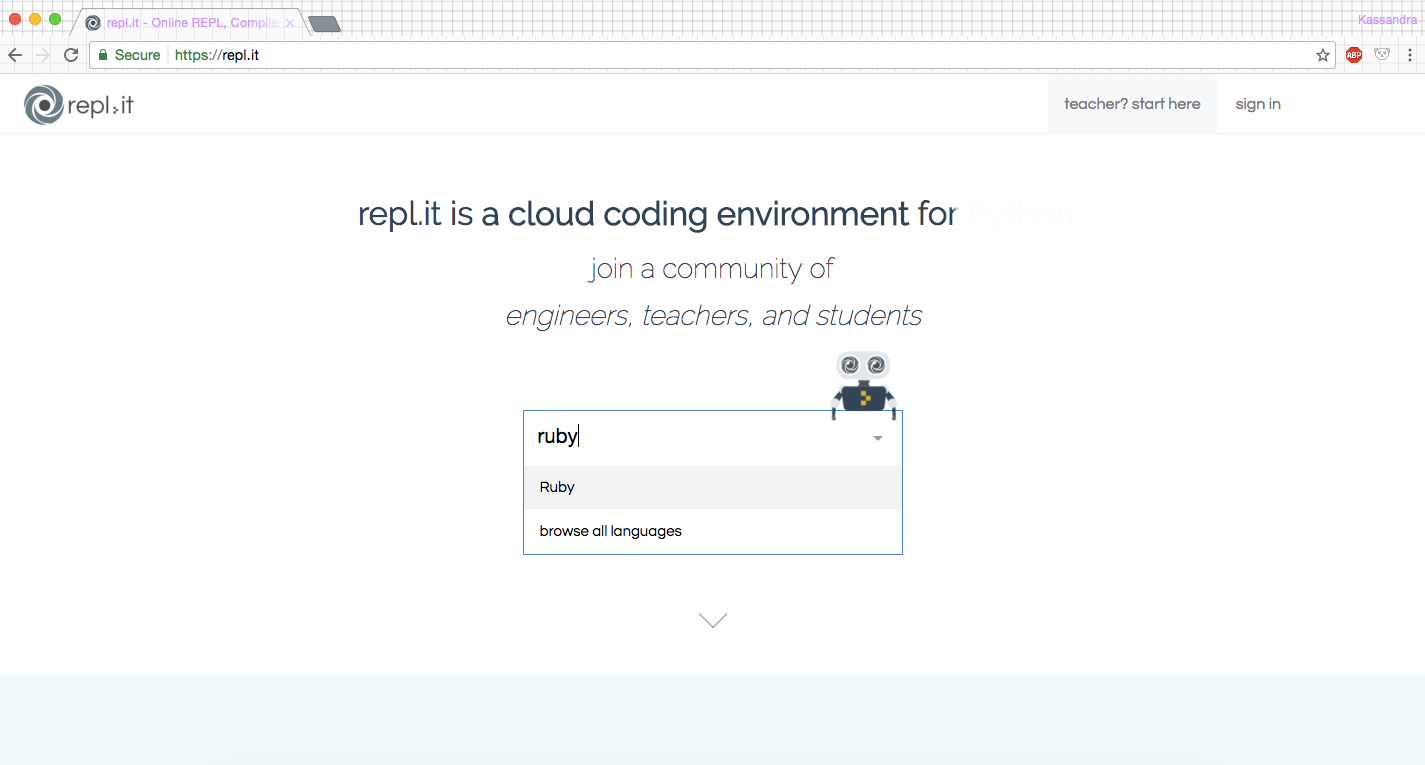 repl.it - Online REPL, Compile
Kassandra
Secure https://repl.it
ABP
repl.it
teacher? start here
sign in
repl.it is a cloud coding environment for
join a community of
engineers, teachers, and students
ruby
Ruby
browse all languages